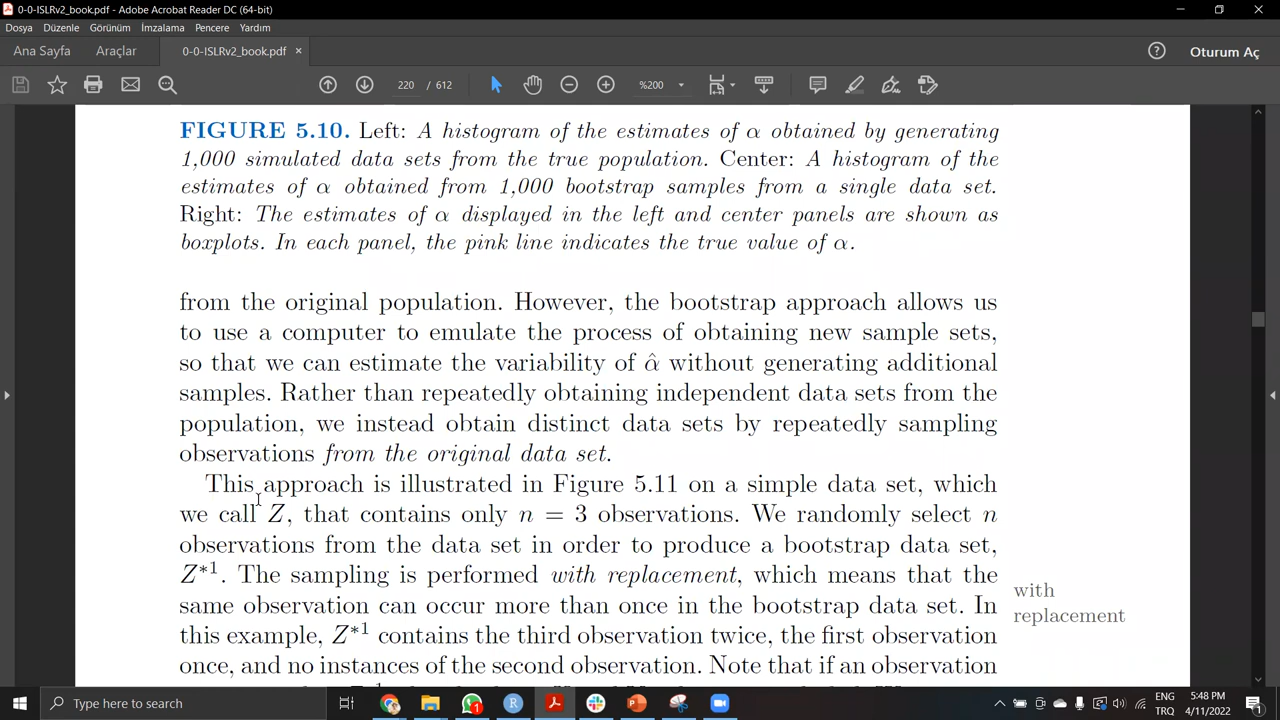 0-0-ISLRv2_book.pdf - Adobe Acrobat Reader DC (64-bit)
Dosya Düzenle Görünüm İmzalama Pencere Yardım
Ana Sayfa Araçlar 0-0-ISLRv2_book.pdf × Oturum Aç
220 / 612 %200
FIGURE 5.10. Left: A histogram of the estimates of α obtained by generating
1,000 simulated data sets from the true population. Center: A histogram of the
estimates of α obtained from 1,000 bootstrap samples from a single data set.
Right: The estimates of α displayed in the left and center panels are shown as
boxplots. In each panel, the pink line indicates the true value of α.
from the original population. However, the bootstrap approach allows us
to use a computer to emulate the process of obtaining new sample sets,
so that we can estimate the variability of α̂ without generating additional
samples. Rather than repeatedly obtaining independent data sets from the
population, we instead obtain distinct data sets by repeatedly sampling
observations from the original data set.
This approach is illustrated in Figure 5.11 on a simple data set, which
we call Z, that contains only n = 3 observations. We randomly select n
observations from the data set in order to produce a bootstrap data set,
Z*1. The sampling is performed with replacement, which means that the
same observation can occur more than once in the bootstrap data set. In
this example, Z*1 contains the third observation twice, the first observation
once, and no instances of the second observation. Note that if an observation
with
replacement
Type here to search
ENG
TRQ
5:48 PM
4/11/2022